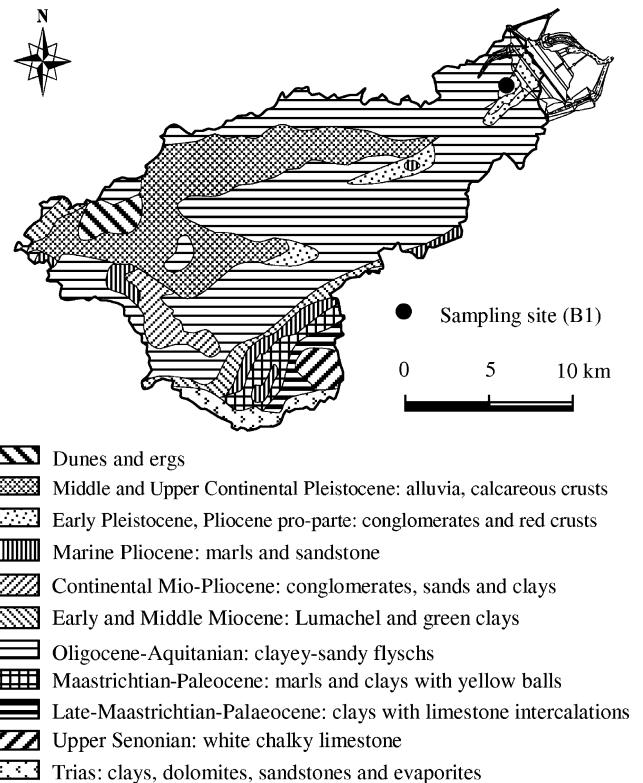 N
Sampling site (B1)
0 5 10 km
Dunes and ergs
Middle and Upper Continental Pleistocene: alluvia, calcareous crusts
Early Pleistocene, Pliocene pro-parte: conglomerates and red crusts
Marine Pliocene: marls and sandstone
Continental Mio-Pliocene: conglomerates, sands and clays
Early and Middle Miocene: Lumachel and green clays
Oligocene-Aquitanian: clayey-sandy flyschs
Maastrichtian-Paleocene: marls and clays with yellow balls
Late-Maastrichtian-Palaeocene: clays with limestone intercalations
Upper Senonian: white chalky limestone
Trias: clays, dolomites, sandstones and evaporites